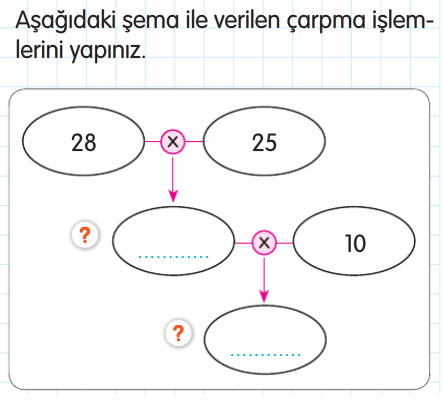 Aşağıdaki şema ile verilen çarpma işlem-
lerini yapınız.
28 x 25
? ............ x 10
? ............